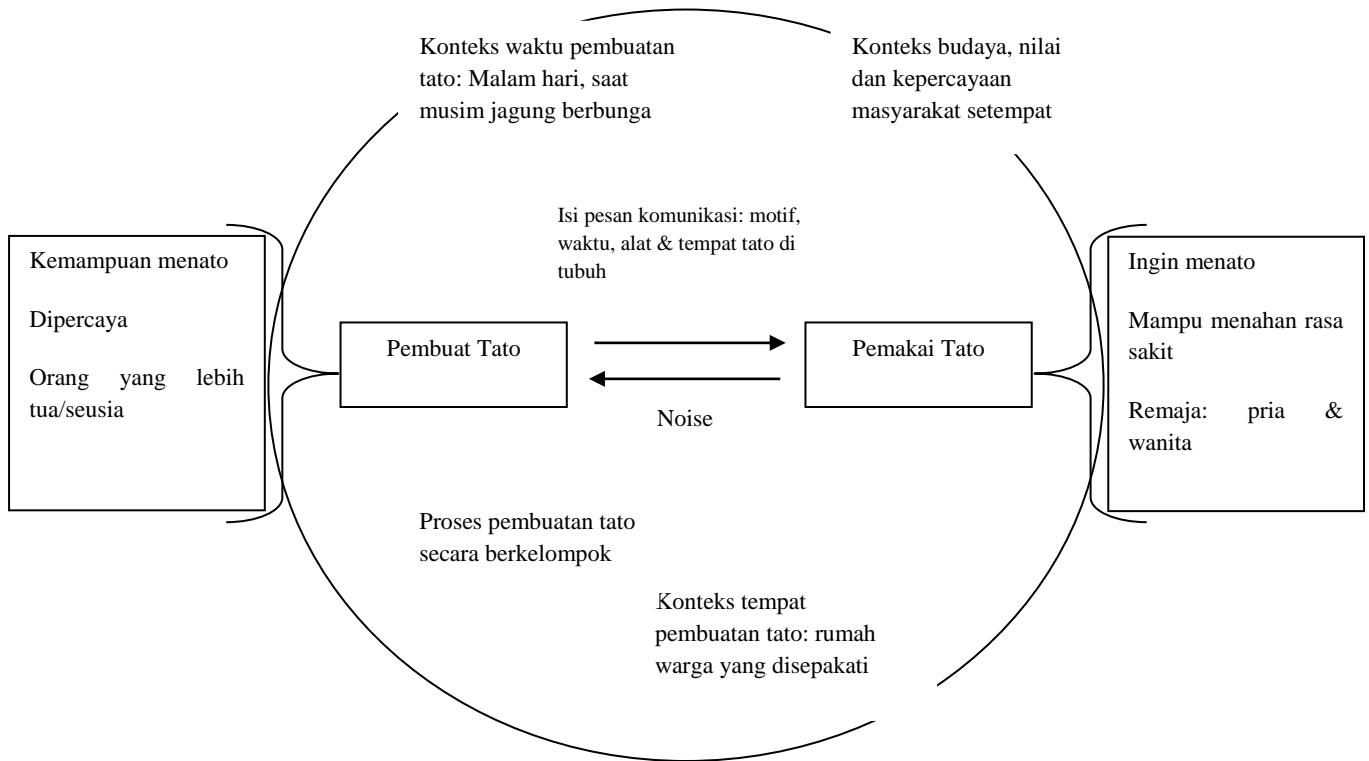 Konteks waktu pembuatan
tato: Malam hari, saat
musim jagung berbunga
Konteks budaya, nilai
dan kepercayaan
masyarakat setempat
Isi pesan komunikasi: motif,
waktu, alat & tempat tato di
tubuh
Kemampuan menato
Dipercaya
Orang yang lebih
tua/seusia
Pembuat Tato
Pemakai Tato
Noise
Ingin menato
Mampu menahan rasa
sakit
Remaja: pria &
wanita
Proses pembuatan tato
secara berkelompok
Konteks tempat
pembuatan tato: rumah
warga yang disepakati